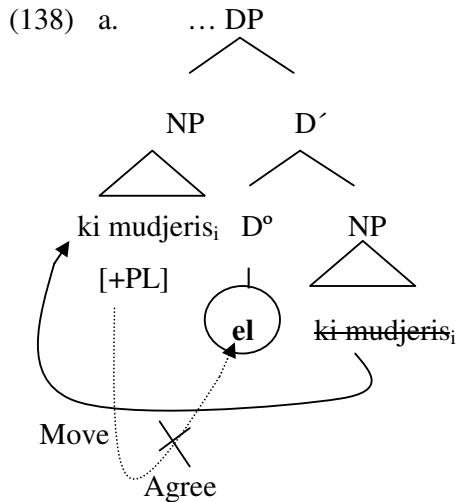 (138) a. … DP
NP D´
ki mudjerisᵢ Dº NP
[+PL] el ki mudjerisᵢ
Move
Agree